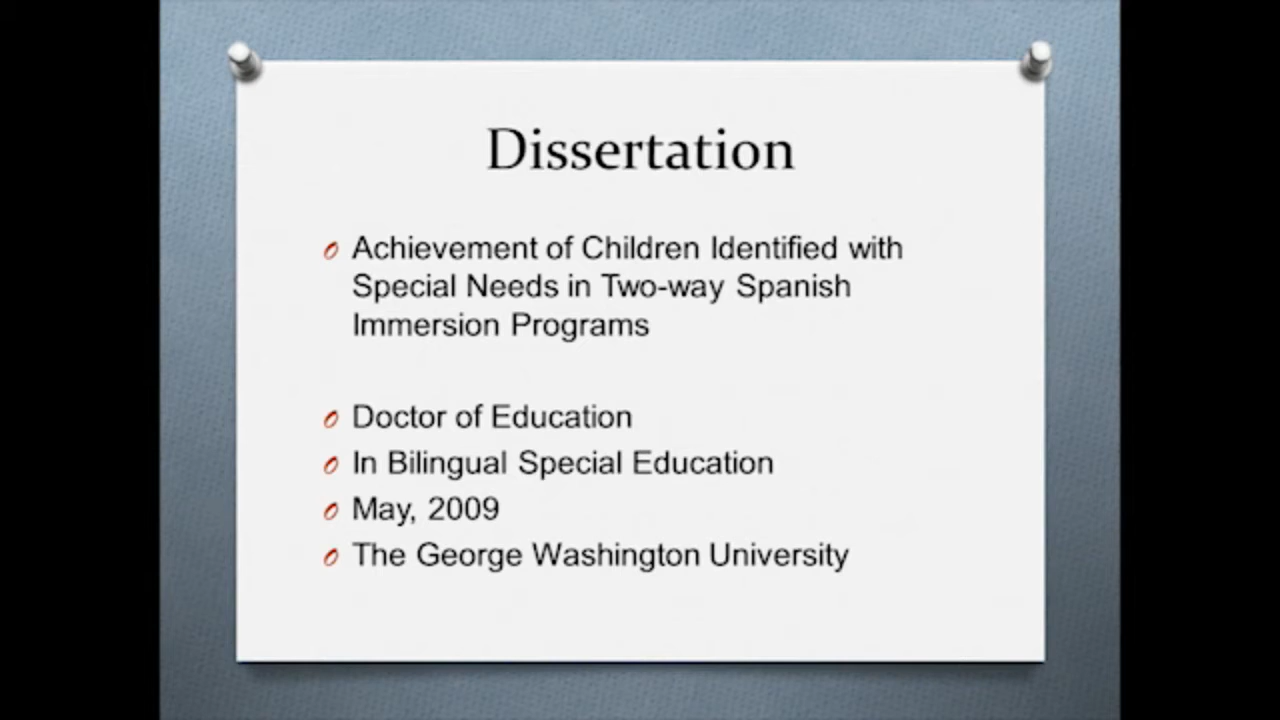 Dissertation
Achievement of Children Identified with
Special Needs in Two-way Spanish
Immersion Programs
Doctor of Education
In Bilingual Special Education
May, 2009
The George Washington University